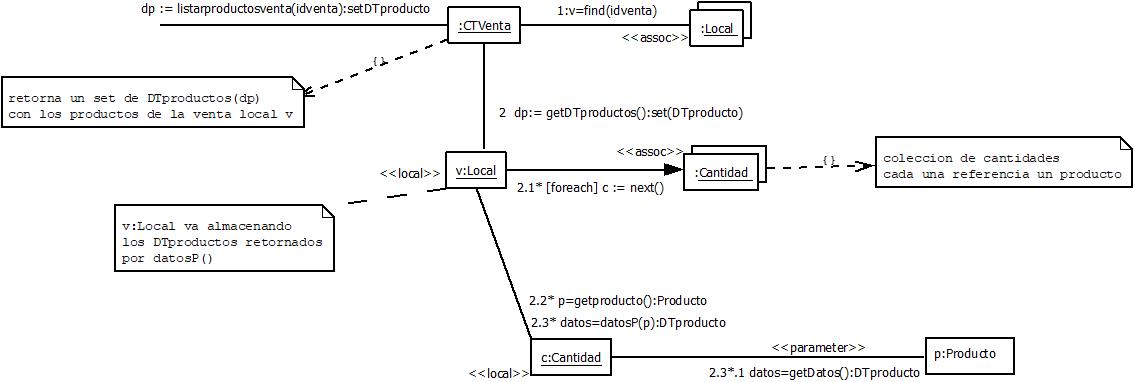 dp := listarproductosventa(idventa):setDTproducto
:CTVenta
1:v=find(idventa)
<<assoc>>
:Local
{ }
retorna un set de DTproductos(dp)
con los productos de la venta local v
2 dp:= getDTproductos():set(DTproducto)
<<local>>
v:Local
<<assoc>>
2.1* [foreach] c := next()
:Cantidad
{ }
coleccion de cantidades
cada una referencia un producto
v:Local va almacenando
los DTproductos retornados
por datosP()
2.2* p=getproducto():Producto
2.3* datos=datosP(p):DTproducto
<<local>>
c:Cantidad
<<parameter>>
2.3*.1 datos=getDatos():DTproducto
p:Producto